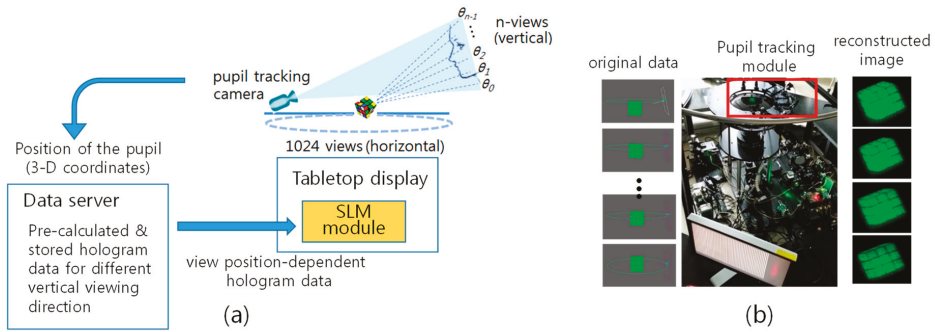 (a)
θn-1
n-views
(vertical)
θ2
θ1
θ0
pupil tracking
camera
1024 views (horizontal)
Position of the pupil
(3-D coordinates)
Tabletop display
SLM
module
Data server
Pre-calculated &
stored hologram
data for different
vertical viewing
direction
view position-dependent
hologram data
(a)
original data
Pupil tracking
module
reconstructed
image
(b)